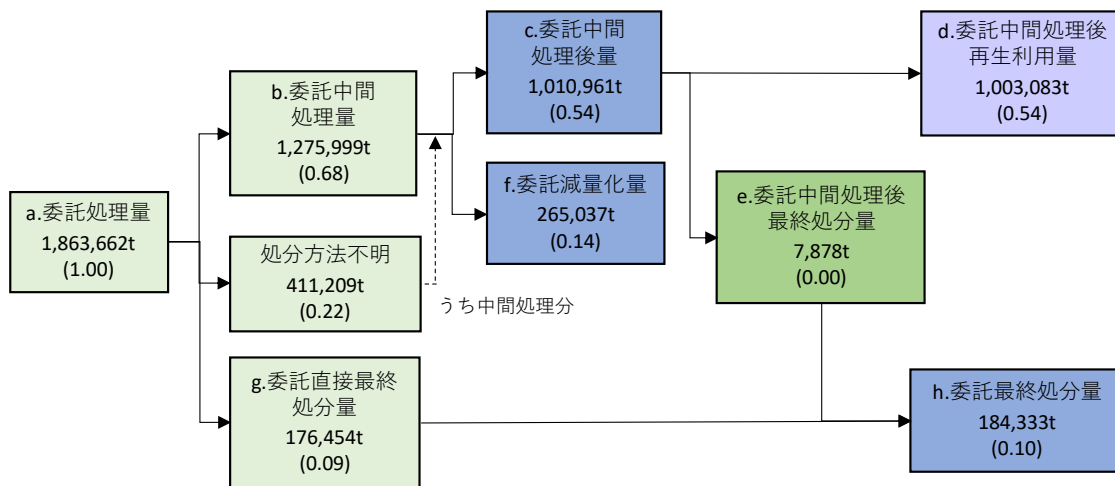 a.委託処理量
1,863,662t
(1.00)
b.委託中間
処理量
1,275,999t
(0.68)
処分方法不明
411,209t
(0.22)
g.委託直接最終
処分量
176,454t
(0.09)
うち中間処理分
c.委託中間
処理後量
1,010,961t
(0.54)
f.委託減量化量
265,037t
(0.14)
d.委託中間処理後
再生利用量
1,003,083t
(0.54)
e.委託中間処理後
最終処分量
7,878t
(0.00)
h.委託最終処分量
184,333t
(0.10)